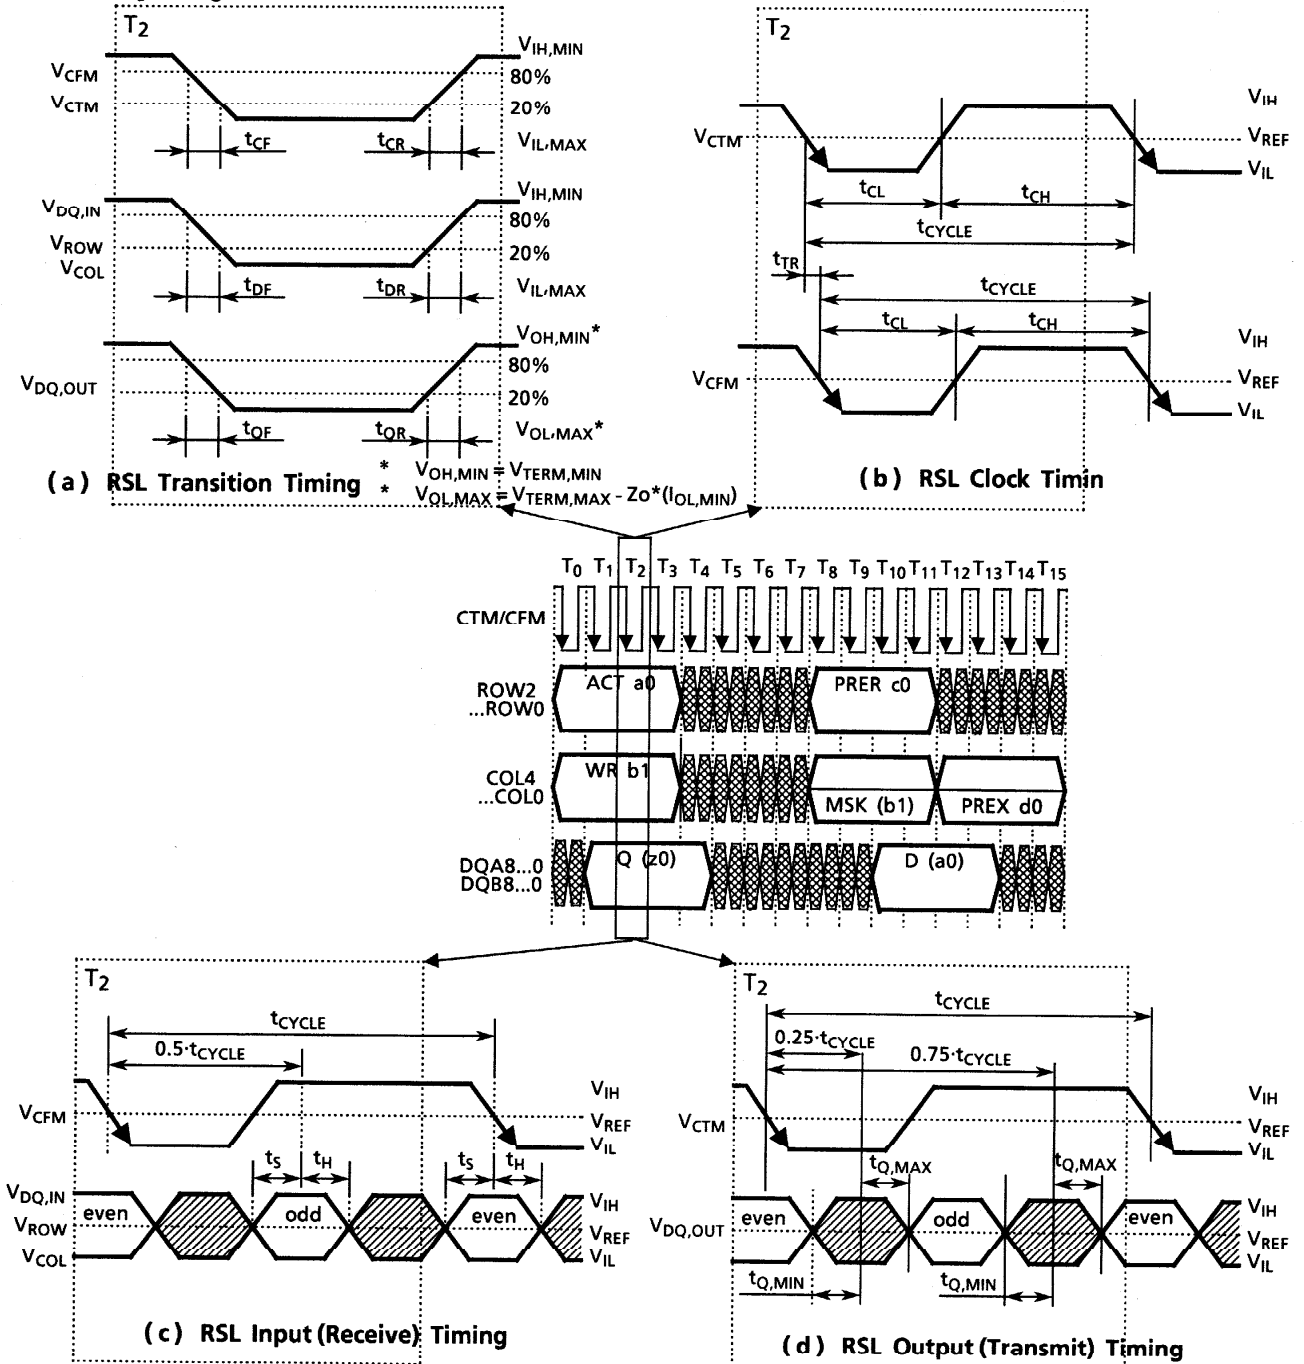 T2
VIH,MIN
VCFM
80%
VCTM
20%
tCF
tCR
VIL,MAX
VIH,MIN
VDQ,IN
80%
VROW
20%
VCOL
tDF
tDR
VIL,MAX
VOH,MIN*
80%
VDQ,OUT
20%
tQF
tQR
VOL,MAX*
* VOH,MIN = VTERM,MIN
(a) RSL Transition Timing
* VOL,MAX = VTERM,MAX - Zo*(IOL,MIN)
T2
VIH
VCTM
VREF
VIL
tCL
tCH
tCYCLE
tTR
tCYCLE
tCL
tCH
VIH
VCFM
VREF
VIL
(b) RSL Clock Timin
T0 T1 T2 T3 T4 T5 T6 T7 T8 T9 T10 T11 T12 T13 T14 T15
CTM/CFM
ROW2
...ROW0
ACT a0
PRER c0
COL4
...COL0
WR b1
MSK (b1)
PREX d0
DQA8...0
DQB8...0
Q (z0)
D (a0)
T2
tCYCLE
0.5·tCYCLE
VIH
VCFM
VREF
VIL
tS
tH
tS
tH
VDQ,IN
VIH
even
odd
even
VROW
VREF
VCOL
VIL
(c) RSL Input (Receive) Timing
T2
tCYCLE
0.25·tCYCLE
0.75·tCYCLE
VIH
VCTM
VREF
VIL
tQ,MAX
tQ,MAX
VIH
even
odd
even
VDQ,OUT
VREF
VIL
tQ,MIN
tQ,MIN
(d) RSL Output (Transmit) Timing